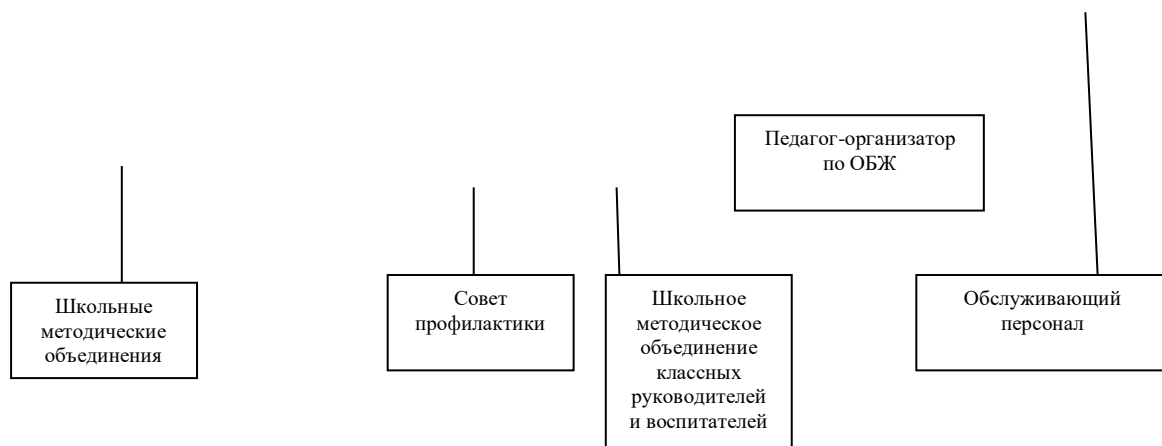 Педагог-организатор
по ОБЖ
Школьные
методические
объединения
Совет
профилактики
Школьное
методическое
объединение
классных
руководителей
и воспитателей
Обслуживающий
персонал